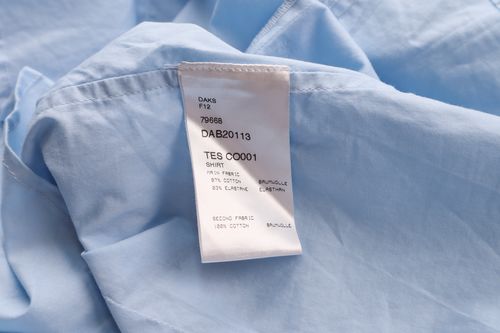 DAKS
F12
79668
DAB20113
TES CO001
SHIRT
MAIN FABRIC
97% COTTON BAUMWOLLE
03% ELASTANE ELASTHAN
SECOND FABRIC
100% COTTON BAUMWOLLE